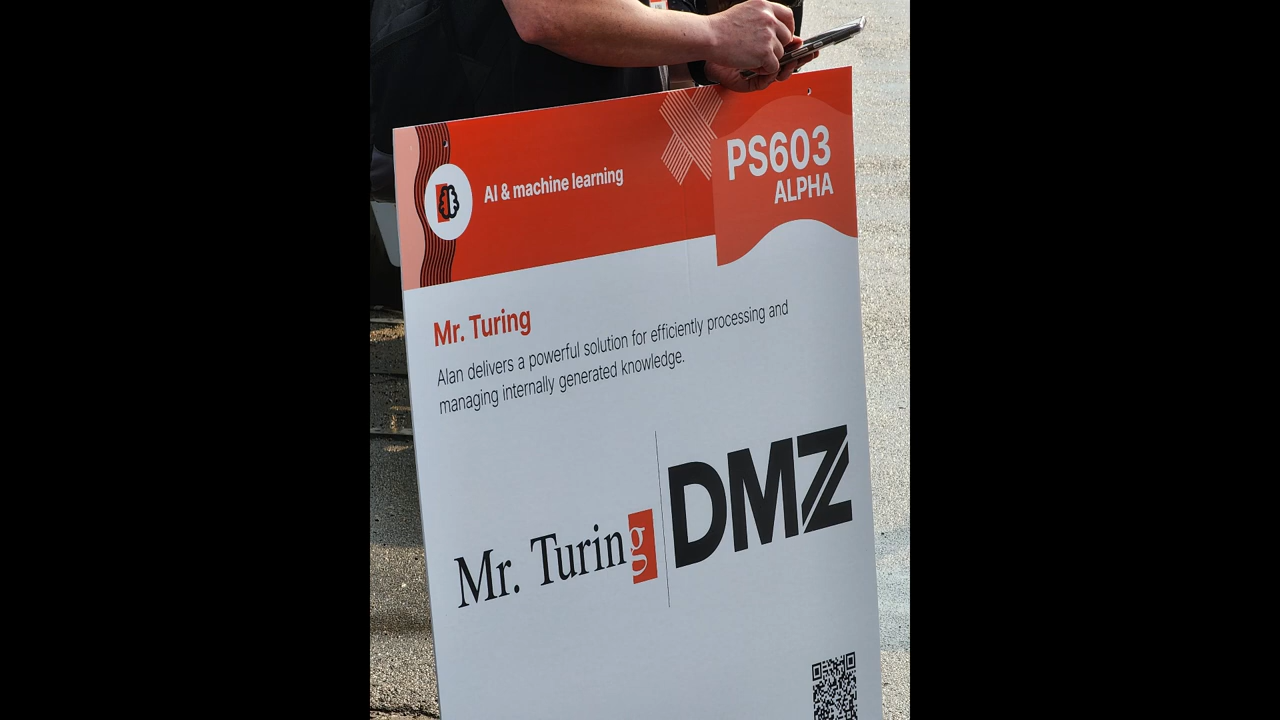 AI & machine learning
PS603
ALPHA
Mr. Turing
Alan delivers a powerful solution for efficiently processing and
managing internally generated knowledge.
Mr. Turing
DMZ